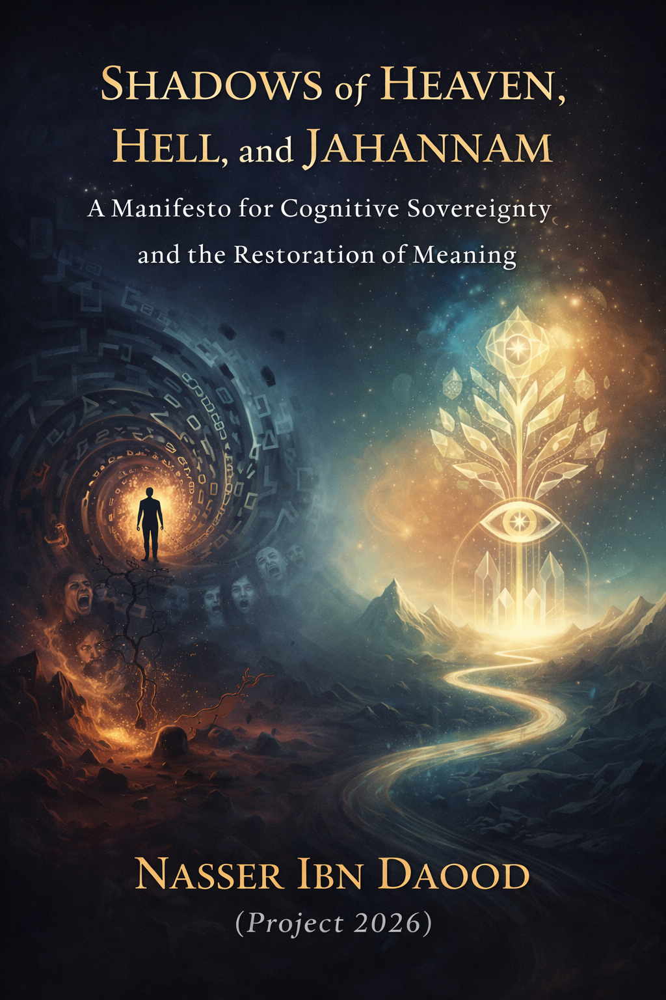 Shadows of Heaven,
Hell, and Jahannam
A Manifesto for Cognitive Sovereignty
and the Restoration of Meaning
Nasser Ibn Daood
(Project 2026)